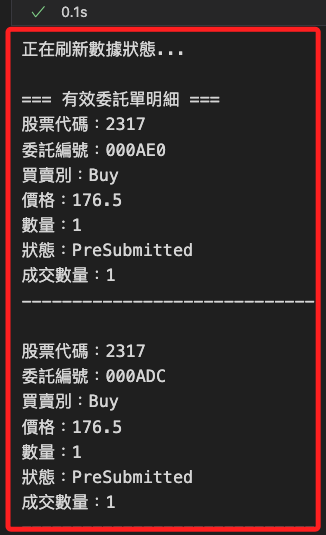 ✓ 0.1s
正在刷新數據狀態...
=== 有效委託單明細 ===
股票代碼：2317
委託編號：000AE0
買賣別：Buy
價格：176.5
數量：1
狀態：PreSubmitted
成交數量：1
------------------------------
股票代碼：2317
委託編號：000ADC
買賣別：Buy
價格：176.5
數量：1
狀態：PreSubmitted
成交數量：1
------------------------------